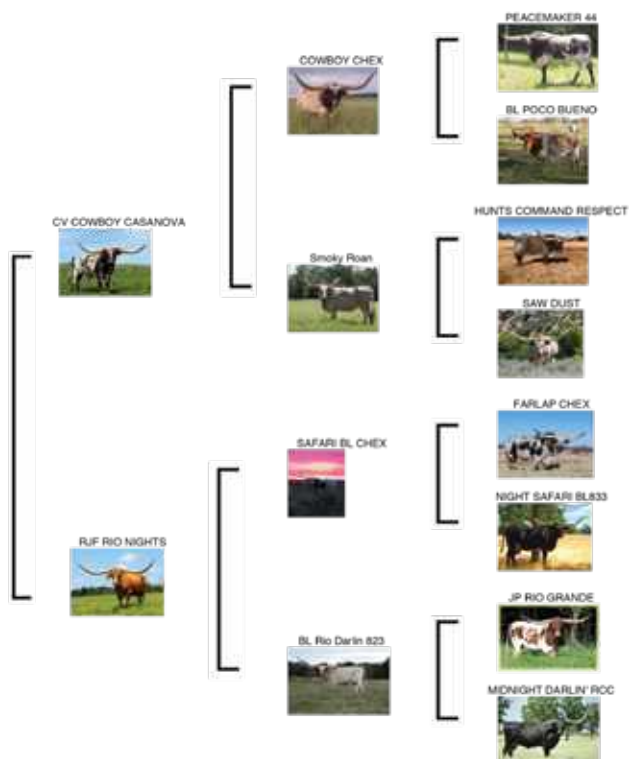 PEACEMAKER 44
COWBOY CHEX
BL POCO BUENO
CV COWBOY CASANOVA
HUNTS COMMAND RESPECT
Smoky Roan
SAW DUST
FARLAP CHEX
SAFARI BL CHEX
NIGHT SAFARI BL833
RJF RIO NIGHTS
JP RIO GRANDE
BL Rio Darlin 823
MIDNIGHT DARLIN' RCC